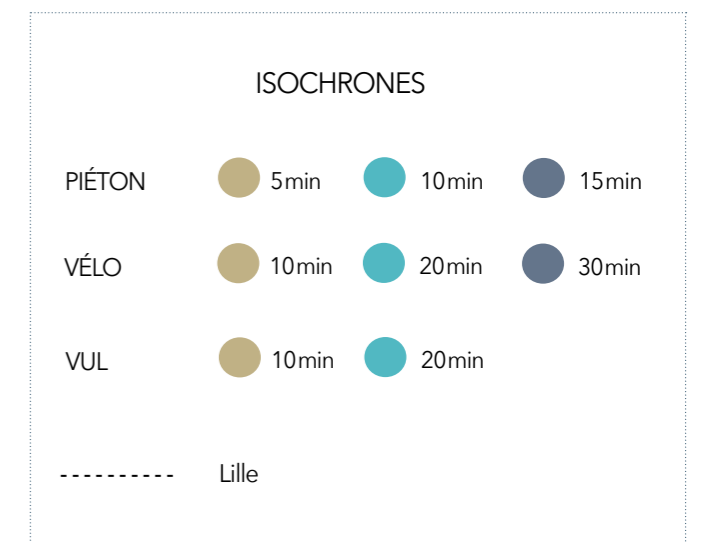 ISOCHRONES
PIÉTON 5min 10min 15min
VÉLO 10min 20min 30min
VUL 10min 20min
Lille